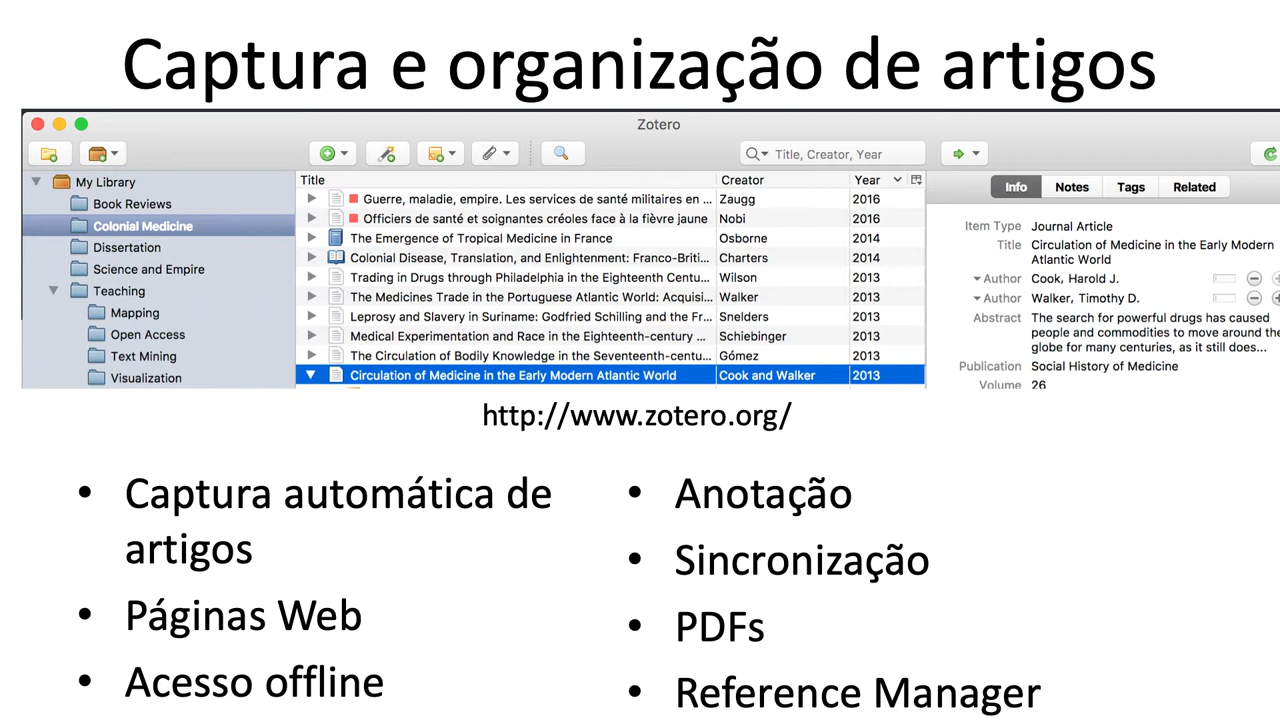 Captura e organização de artigos
Zotero
Title, Creator, Year
My Library
Book Reviews
Colonial Medicine
Dissertation
Science and Empire
Teaching
Mapping
Open Access
Text Mining
Visualization
Title Creator Year
Guerre, maladie, empire. Les services de santé militaires en ... Zaugg 2016
Officiers de santé et soignantes créoles face à la fièvre jaune Nobi 2016
The Emergence of Tropical Medicine in France Osborne 2014
Colonial Disease, Translation, and Enlightenment: Franco-Briti... Charters 2014
Trading in Drugs through Philadelphia in the Eighteenth Centu... Wilson 2013
The Medicines Trade in the Portuguese Atlantic World: Acquisi... Walker 2013
Leprosy and Slavery in Suriname: Godfried Schilling and the Fr... Snelders 2013
Medical Experimentation and Race in the Eighteenth-century ... Schiebinger 2013
The Circulation of Bodily Knowledge in the Seventeenth-centu... Gómez 2013
Circulation of Medicine in the Early Modern Atlantic World Cook and Walker 2013
Info Notes Tags Related
Item Type Journal Article
Title Circulation of Medicine in the Early Modern
Atlantic World
Author Cook, Harold J.
Author Walker, Timothy D.
Abstract The search for powerful drugs has caused
people and commodities to move around the
globe for many centuries, as it still does...
Publication Social History of Medicine
Volume 26
http://www.zotero.org/
• Captura automática de
artigos
• Páginas Web
• Acesso offline
• Anotação
• Sincronização
• PDFs
• Reference Manager